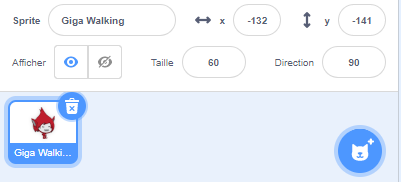 Sprite Giga Walking x -132 y -141
Afficher Taille 60 Direction 90
Giga Walki...